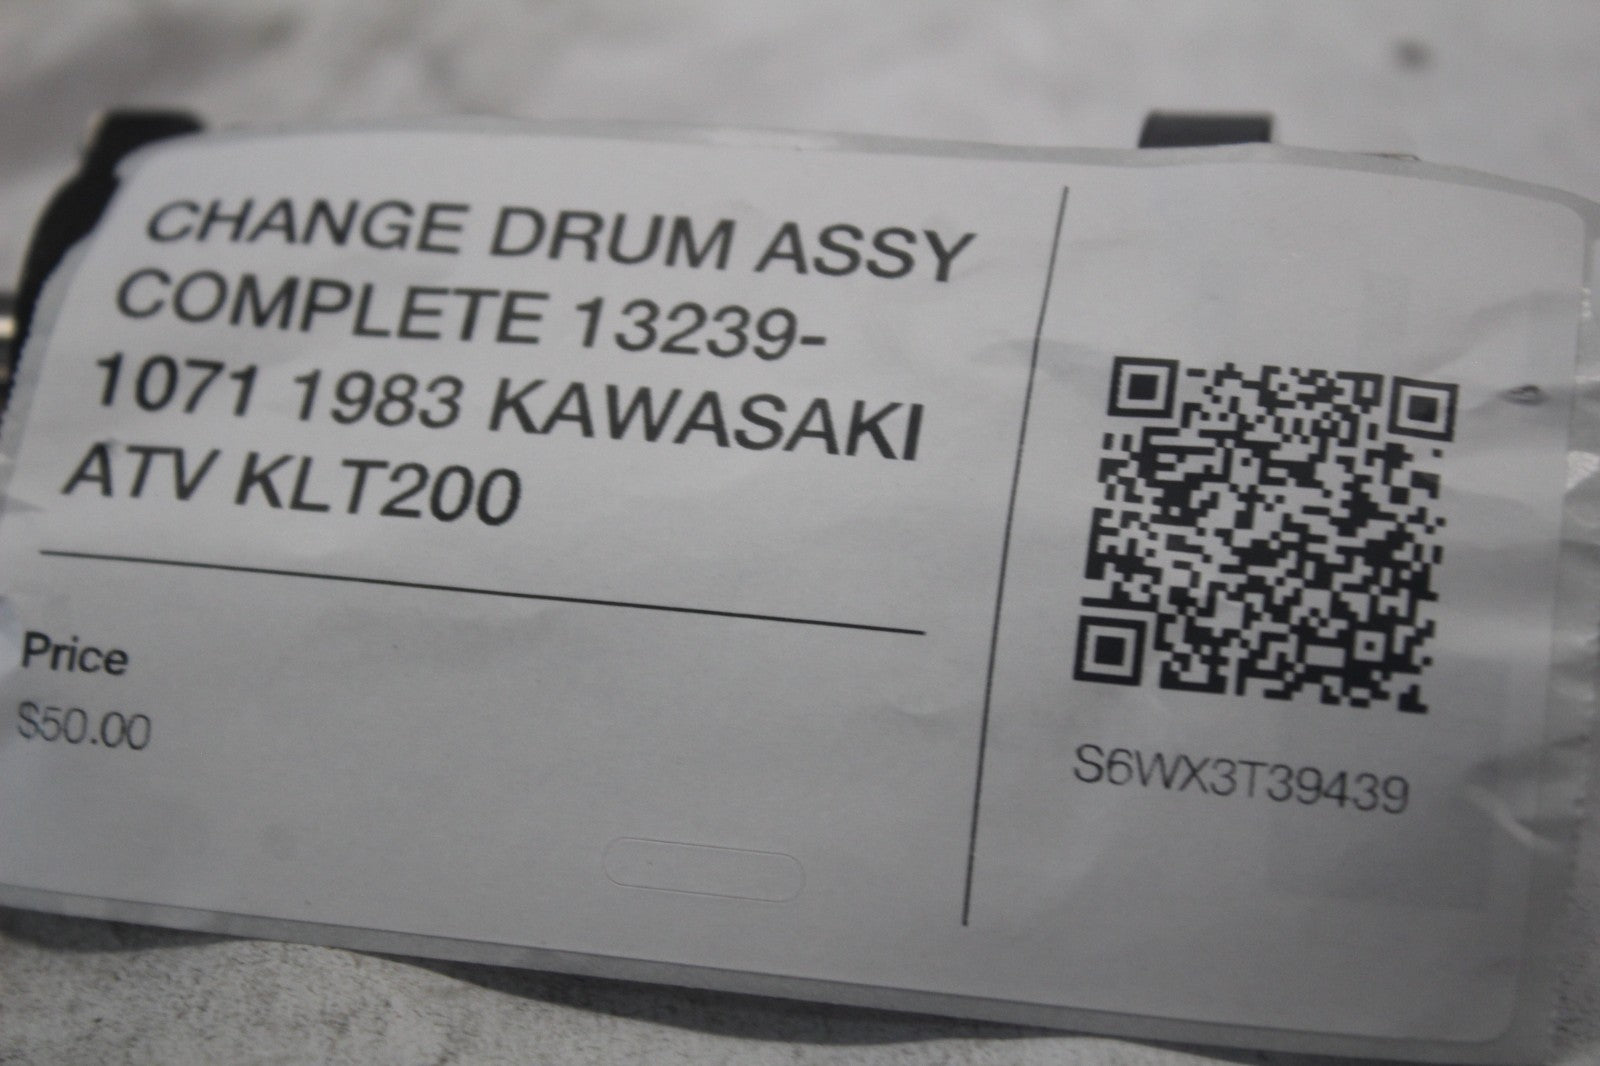 CHANGE DRUM ASSY
COMPLETE 13239-
1071 1983 KAWASAKI
ATV KLT200
Price
$50.00
S6WX3T39439